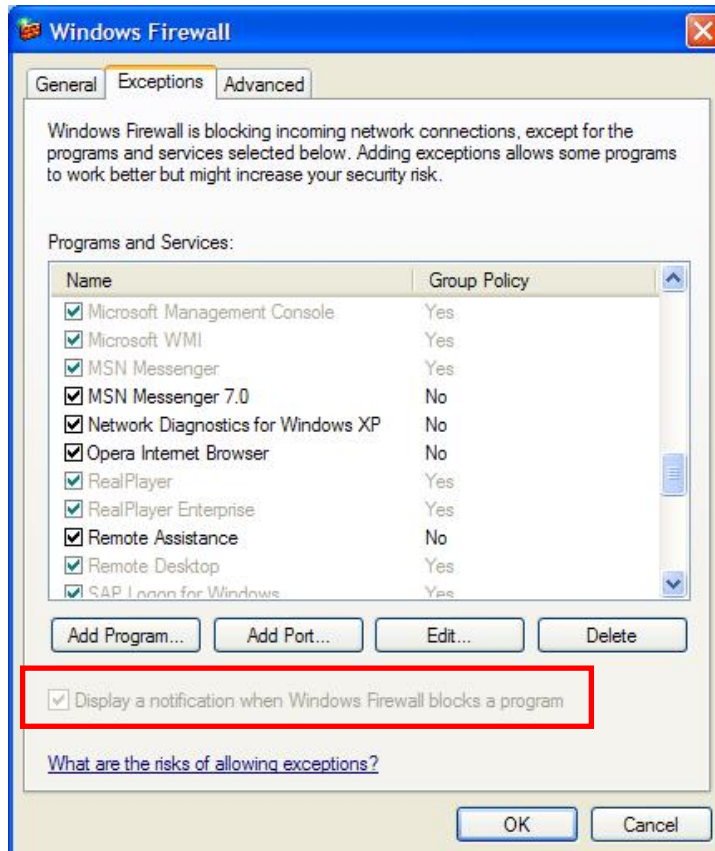 Windows Firewall
General Exceptions Advanced
Windows Firewall is blocking incoming network connections, except for the
programs and services selected below. Adding exceptions allows some programs
to work better but might increase your security risk.
Programs and Services:
Name Group Policy
Microsoft Management Console Yes
Microsoft WMI Yes
MSN Messenger Yes
MSN Messenger 7.0 No
Network Diagnostics for Windows XP No
Opera Internet Browser No
RealPlayer Yes
RealPlayer Enterprise Yes
Remote Assistance No
Remote Desktop Yes
SAP Logon for Windows Yes
Add Program... Add Port... Edit... Delete
Display a notification when Windows Firewall blocks a program
What are the risks of allowing exceptions?
OK Cancel